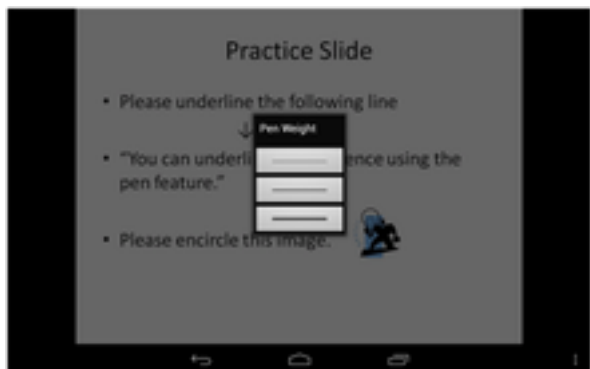 Practice Slide
• Please underline the following line
Pen Weight
• "You can underli ence using the
pen feature."
• Please encircle this image.